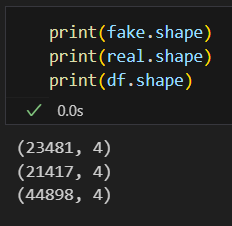 print(fake.shape)
print(real.shape)
print(df.shape)
0.0s
(23481, 4)
(21417, 4)
(44898, 4)